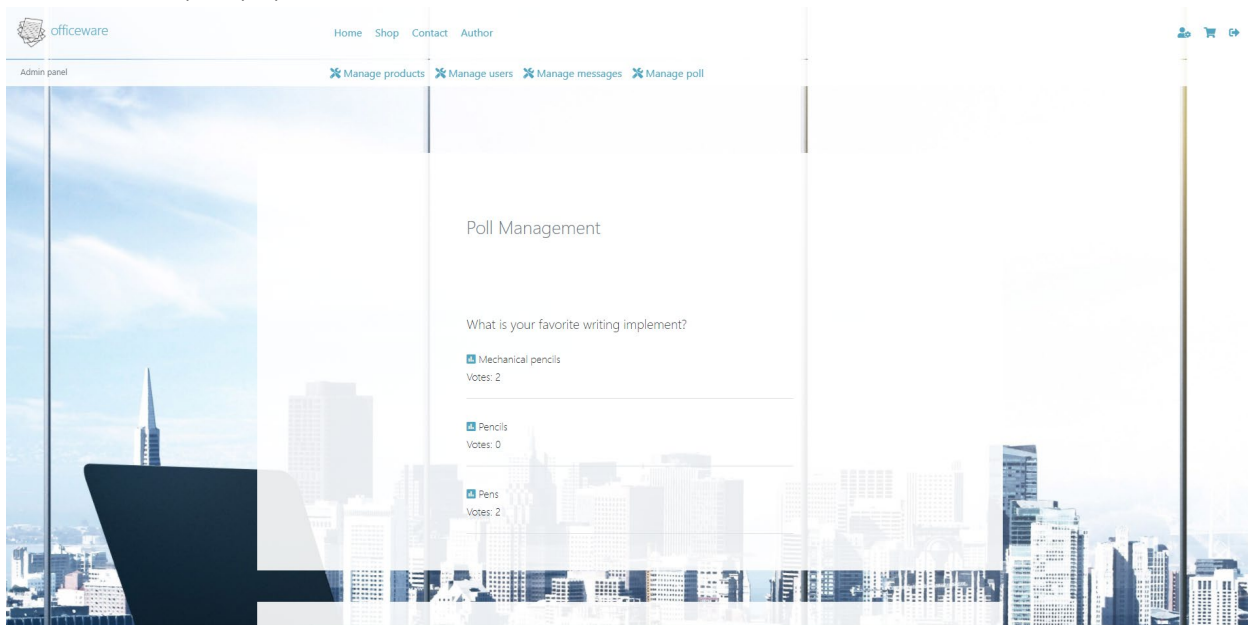 officeware
Home Shop Contact Author
Admin panel
Manage products Manage users Manage messages Manage poll
Poll Management
What is your favorite writing implement?
Mechanical pencils
Votes: 2
Pencils
Votes: 0
Pens
Votes: 2